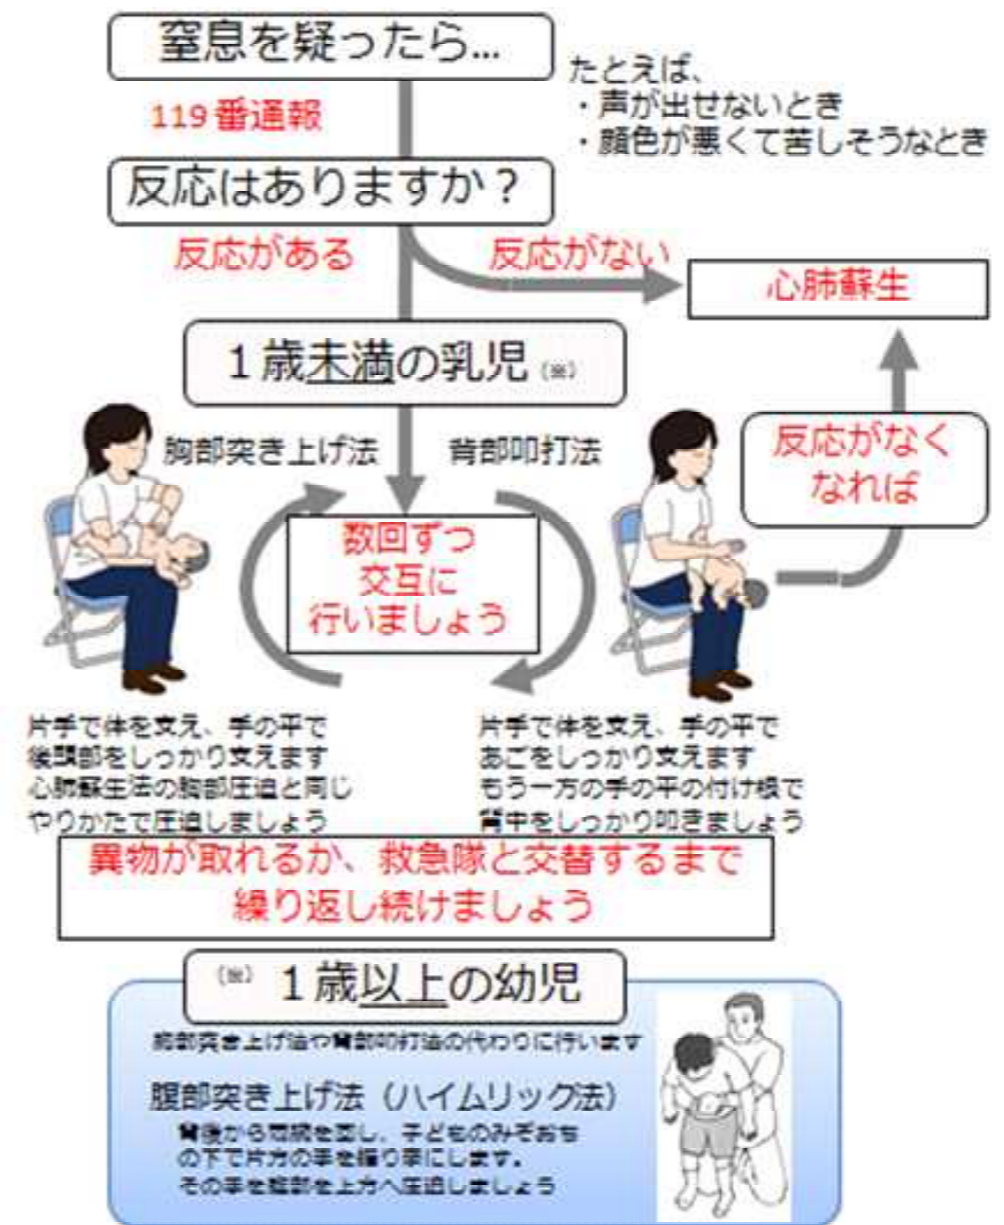 窒息を疑ったら...
たとえば、
・声が出せないとき
・顔色が悪くて苦しそうなとき
119番通報
反応はありますか？
反応がある
反応がない
心肺蘇生
１歳未満の乳児（※）
反応がなく
なれば
胸部突き上げ法
背部叩打法
数回ずつ
交互に
行いましょう
片手で体を支え、手の平で
後頭部をしっかり支えます
心肺蘇生法の胸部圧迫と同じ
やりかたで圧迫しましょう
片手で体を支え、手の平で
あごをしっかり支えます
もう一方の手の平の付け根で
背中をしっかり叩きましょう
異物が取れるか、救急隊と交替するまで
繰り返し続けましょう
（※）１歳以上の幼児
胸部突き上げ法や背部叩打法の代わりに行います
腹部突き上げ法（ハイムリック法）
背後から両腕を回し、子どものみぞおち
の下で片方の手を握り拳にします。
その手を腹部を上方へ圧迫しましょう